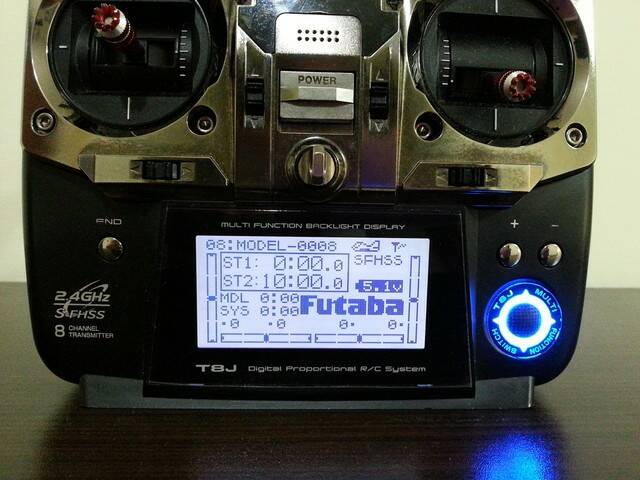 POWER
END
MULTI FUNCTION BACKLIGHT DISPLAY
+ −
08:MODEL-0008
SFHSS
ST1: 0:00.0
ST2:10:00.0
5.1v
MDL 0:00
SYS 0:00
Futaba
0 0 0 0
2.4GHz
S-FHSS
8 CHANNEL TRANSMITTER
T8J MULTI FUNCTION SWITCH
T8J Digital Proportional R/C System